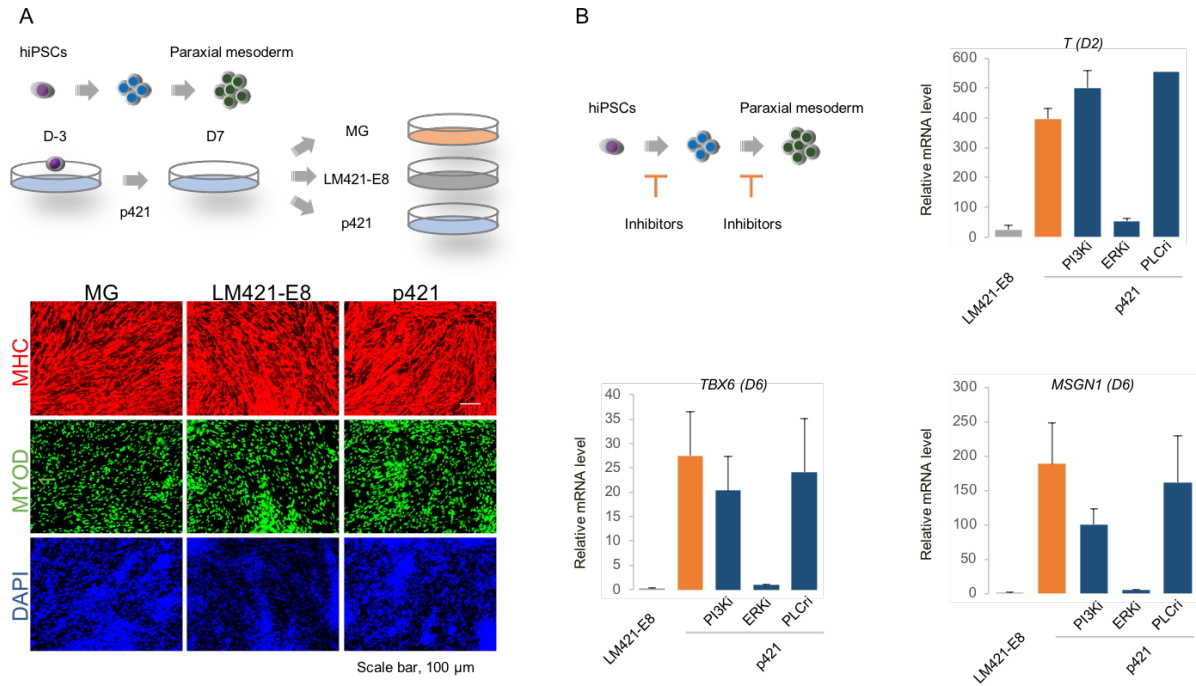 A
hiPSCs
Paraxial mesoderm
D-3
D7
p421
MG
LM421-E8
p421
MG
LM421-E8
p421
MHC
MYOD
DAPI
Scale bar, 100 μm
B
hiPSCs
Paraxial mesoderm
Inhibitors
Inhibitors
T (D2)
Relative mRNA level
600
500
400
300
200
100
0
LM421-E8
PI3Ki
ERKi
PLCri
p421
TBX6 (D6)
Relative mRNA level
40
35
30
25
20
15
10
5
0
LM421-E8
PI3Ki
ERKi
PLCri
p421
MSGN1 (D6)
Relative mRNA level
300
250
200
150
100
50
0
LM421-E8
PI3Ki
ERKi
PLCri
p421